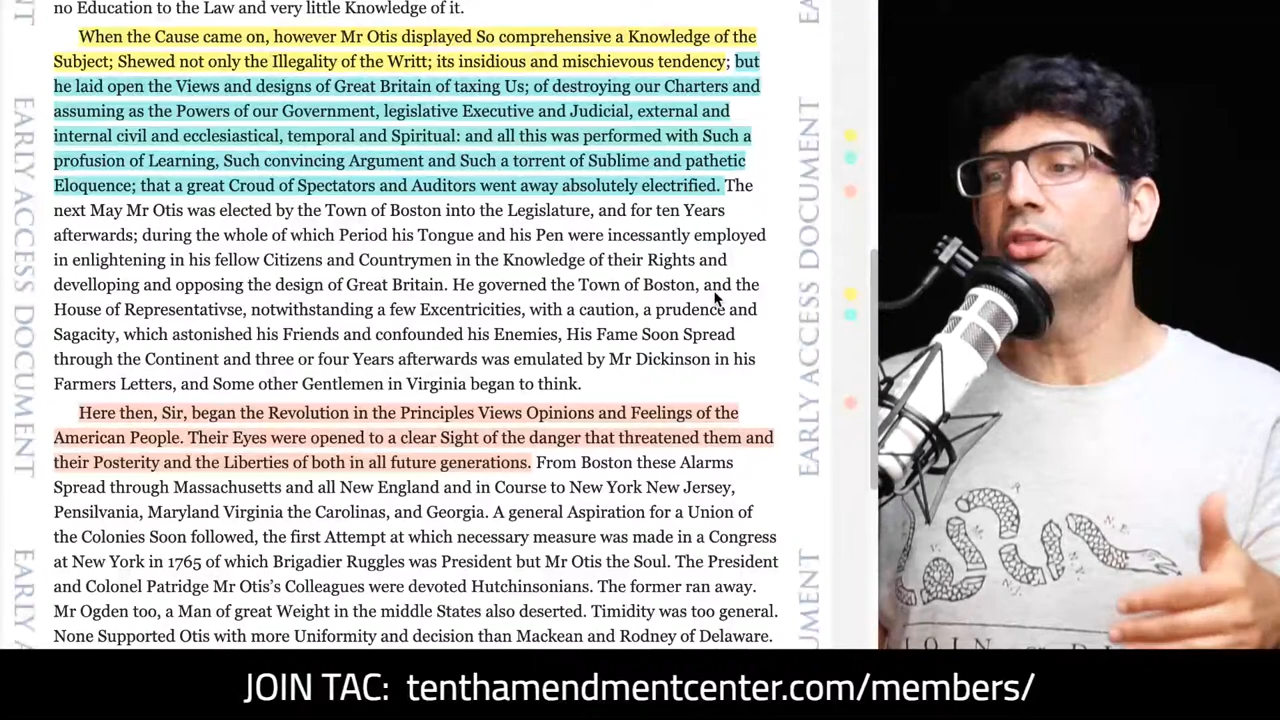 no Education to the Law and very little Knowledge of it.
When the Cause came on, however Mr Otis displayed So comprehensive a Knowledge of the
Subject; Shewed not only the Illegality of the Writt; its insidious and mischievous tendency; but
he laid open the Views and designs of Great Britain of taxing Us; of destroying our Charters and
assuming as the Powers of our Government, legislative Executive and Judicial, external and
internal civil and ecclesiastical, temporal and Spiritual: and all this was performed with Such a
profusion of Learning, Such convincing Argument and Such a torrent of Sublime and pathetic
Eloquence; that a great Croud of Spectators and Auditors went away absolutely electrified. The
next May Mr Otis was elected by the Town of Boston into the Legislature, and for ten Years
afterwards; during the whole of which Period his Tongue and his Pen were incessantly employed
in enlightening in his fellow Citizens and Countrymen in the Knowledge of their Rights and
develloping and opposing the design of Great Britain. He governed the Town of Boston, and the
House of Representativse, notwithstanding a few Excentricities, with a caution, a prudence and
Sagacity, which astonished his Friends and confounded his Enemies, His Fame Soon Spread
through the Continent and three or four Years afterwards was emulated by Mr Dickinson in his
Farmers Letters, and Some other Gentlemen in Virginia began to think.
Here then, Sir, began the Revolution in the Principles Views Opinions and Feelings of the
American People. Their Eyes were opened to a clear Sight of the danger that threatened them and
their Posterity and the Liberties of both in all future generations. From Boston these Alarms
Spread through Massachusetts and all New England and in Course to New York New Jersey,
Pensilvania, Maryland Virginia the Carolinas, and Georgia. A general Aspiration for a Union of
the Colonies Soon followed, the first Attempt at which necessary measure was made in a Congress
at New York in 1765 of which Brigadier Ruggles was President but Mr Otis the Soul. The President
and Colonel Patridge Mr Otis's Colleagues were devoted Hutchinsonians. The former ran away.
Mr Ogden too, a Man of great Weight in the middle States also deserted. Timidity was too general.
None Supported Otis with more Uniformity and decision than Mackean and Rodney of Delaware.
EARLY ACCESS DOCUMENT
EARLY ACCESS DOCUMENT
JOIN TAC: tenthamendmentcenter.com/members/